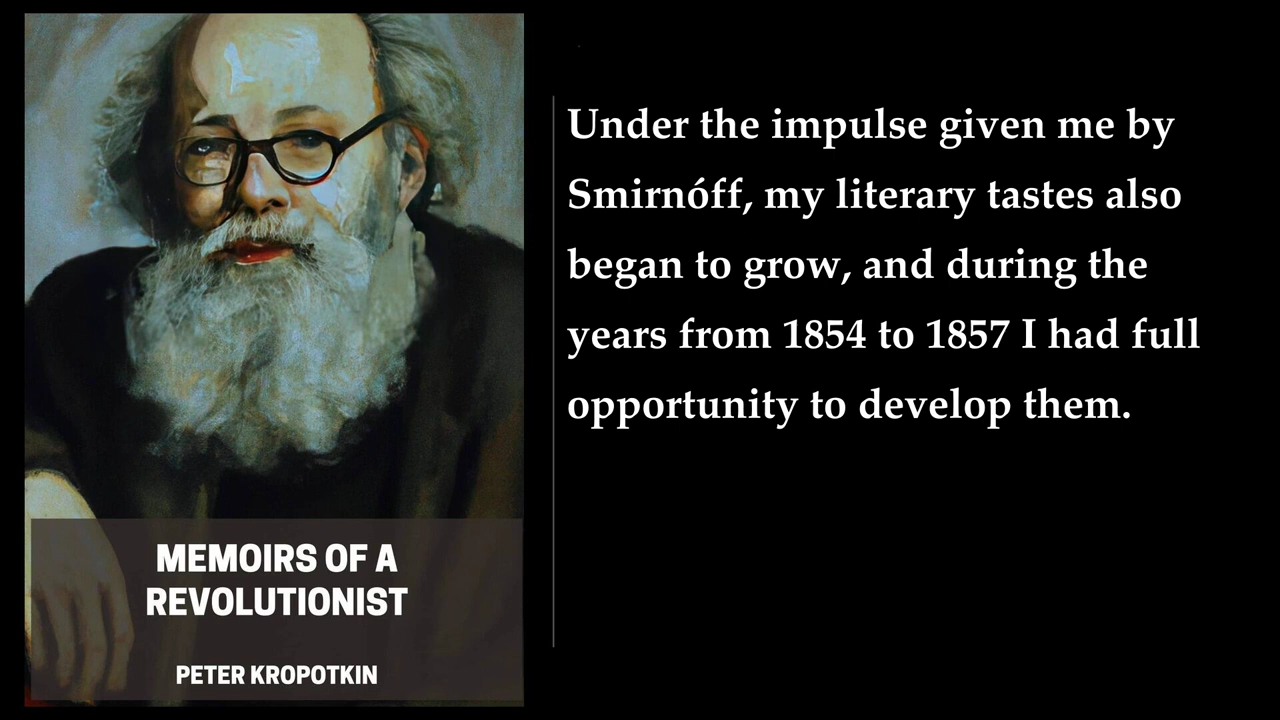 Under the impulse given me by
Smirnóff, my literary tastes also
began to grow, and during the
years from 1854 to 1857 I had full
opportunity to develop them.
MEMOIRS OF A
REVOLUTIONIST
PETER KROPOTKIN